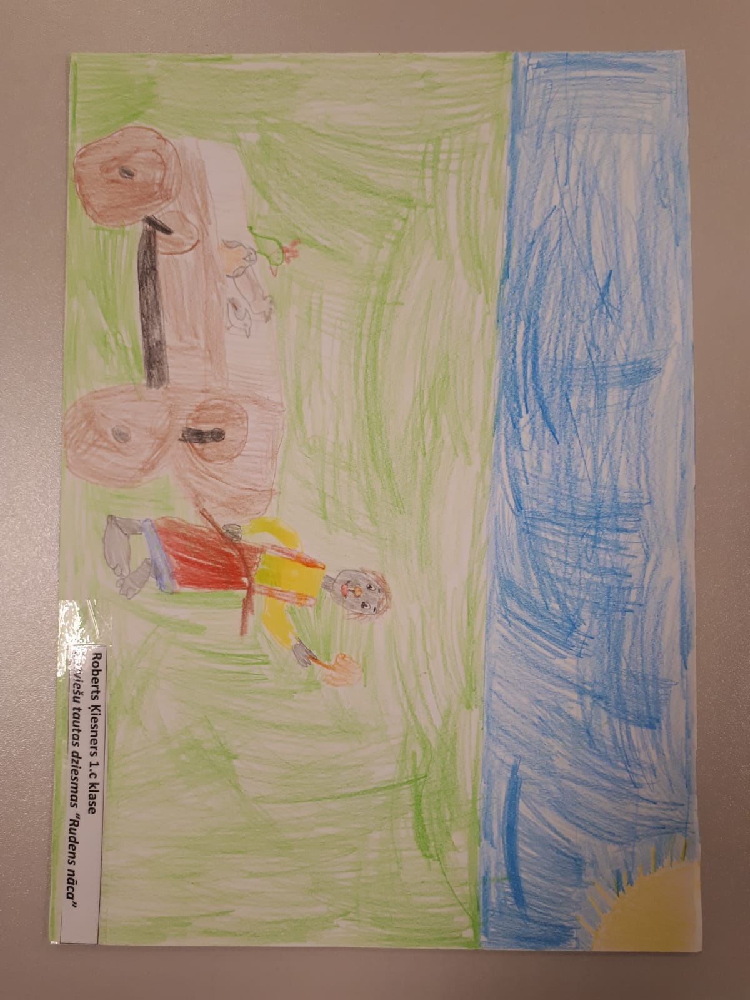 Roberts Ķiesners 1.c klase
tautas dziesmas "Rudens nāca"